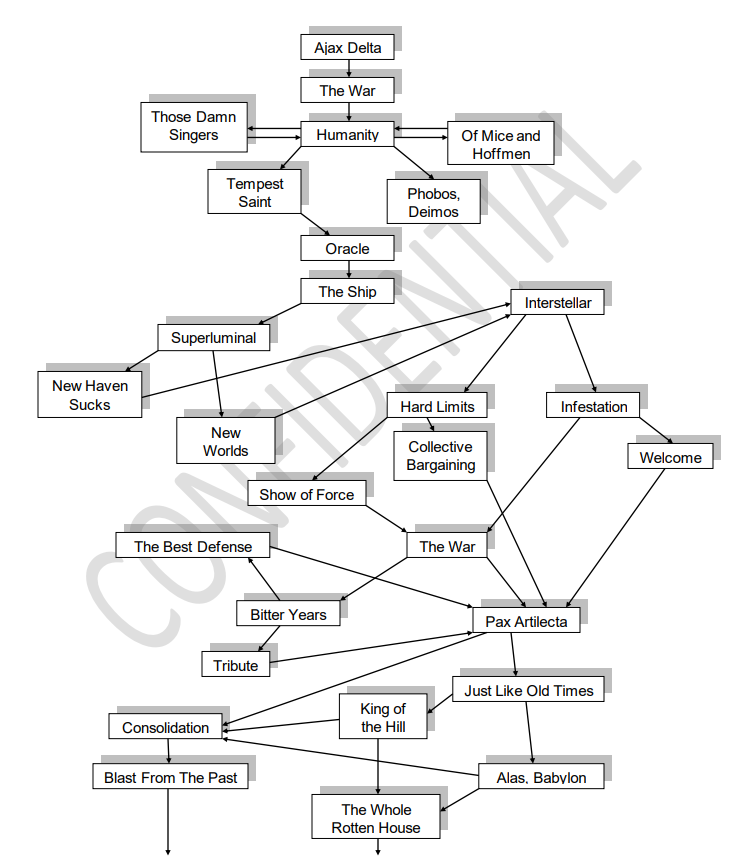 Ajax Delta
The War
Those Damn
Singers
Humanity
Of Mice and
Hoffmen
Tempest
Saint
Phobos,
Deimos
Oracle
The Ship
Interstellar
Superluminal
New Haven
Sucks
Hard Limits
Infestation
New
Worlds
Collective
Bargaining
Welcome
Show of Force
The Best Defense
The War
Bitter Years
Pax Artilecta
Tribute
Just Like Old Times
King of
the Hill
Consolidation
Blast From The Past
Alas, Babylon
The Whole
Rotten House
CONFIDENTIAL